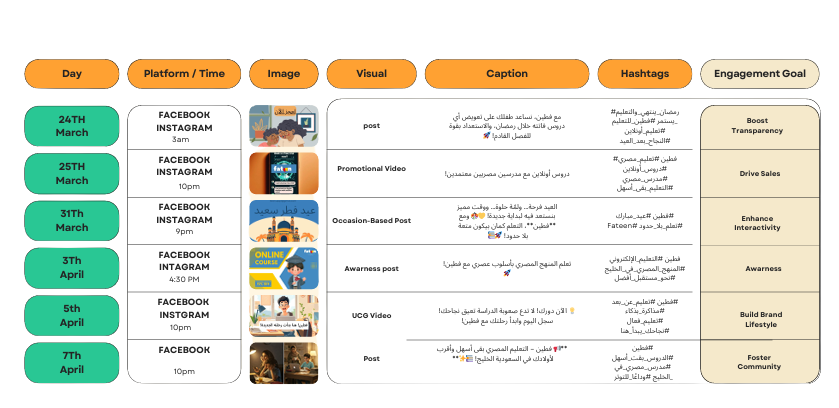 Day
Platform / Time
Image
Visual
Caption
Hashtags
Engagement Goal
24TH
March
FACEBOOK
INSTAGRAM
3am
post
مع فطين، نساعد طفلك على تعويض أي
دروس فاتته خلال رمضان، والاستعداد بقوة
للفصل القادم! 🚀
#رمضان_ينتهي_والتعليم
_يستمر #فطين_للتعليم
#تعليم_أونلاين
#النجاح_بعد_العيد
Boost
Transparency
25TH
March
FACEBOOK
INSTAGRAM
10pm
Promotional Video
دروس أونلاين مع مدرسين مصريين معتمدين!
فطين #تعليم_مصري#
#دروس_أونلاين
#مدرس_مصري
#التعليم_بقى_أسهل
Drive Sales
31Th
March
FACEBOOK
INSTAGRAM
9pm
عيد فطر سعيد
Occasion-Based Post
العيد فرحة... ولمّة حلوة... ووقت مميز
بنستعد فيه لبداية جديدة! 💛🎊 ومع
**فطين**، التعلم كمان بيكون متعة
بلا حدود! 🚀📚
#فطين #عيد_مبارك
#تعلم_بلا_حدود Fateen#
Enhance
Interactivity
3Th
April
FACEBOOK
INTAGRAM
4:30 PM
ONLINE
COURSE
Awarness post
تعلم المنهج المصري بأسلوب عصري مع فطين!
🚀
فطين #التعليم_الإلكتروني
#المنهج_المصري_في_الخليج
#نحو_مستقبل_أفضل
Awarness
5th
April
FACEBOOK
INSTGRAM
10pm
UCG Video
💡 الآن دورك! لا تدع صعوبة الدراسة تعيق نجاحك!
سجل اليوم وابدأ رحلتك مع فطين!
#فطين #تعليم_عن_بعد
#مذاكرة_بذكاء
#تعليم_فعال
#نجاحك_يبدأ_هنا
Build Brand
Lifestyle
7Th
April
FACEBOOK
10pm
Post
**📢 فطين – التعليم المصري بقى أسهل وأقرب
لأولادك في السعودية الخليج! 📚✨**
#فطين
#الدروس_بقت_أسهل
#مدرس_مصري_في
_الخليج #وداعًا_للتوتر
Foster
Community